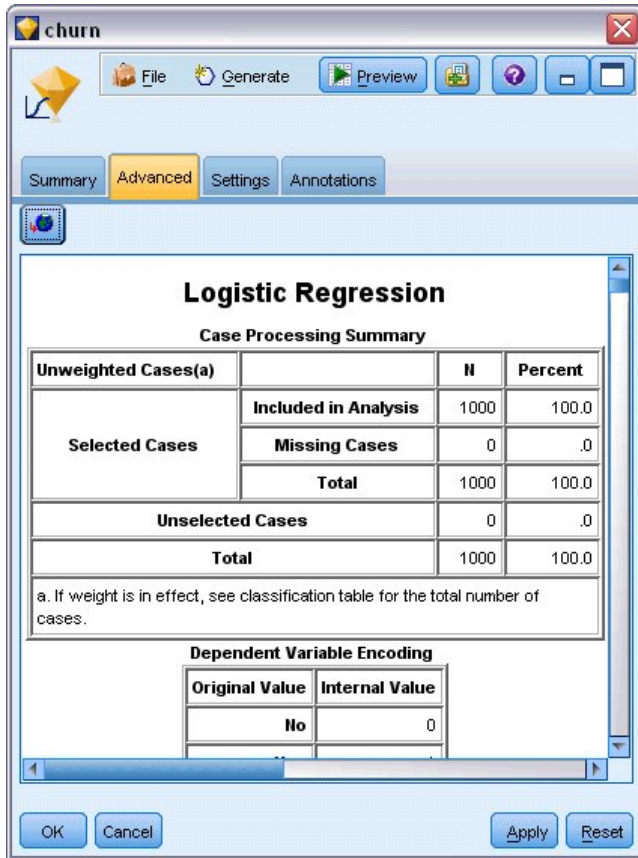 churn
File Generate Preview
Summary Advanced Settings Annotations
Logistic Regression
Case Processing Summary
Unweighted Cases(a) N Percent
Selected Cases Included in Analysis 1000 100.0
Missing Cases 0 .0
Total 1000 100.0
Unselected Cases 0 .0
Total 1000 100.0
a. If weight is in effect, see classification table for the total number of
cases.
Dependent Variable Encoding
Original Value Internal Value
No 0
OK Cancel Apply Reset